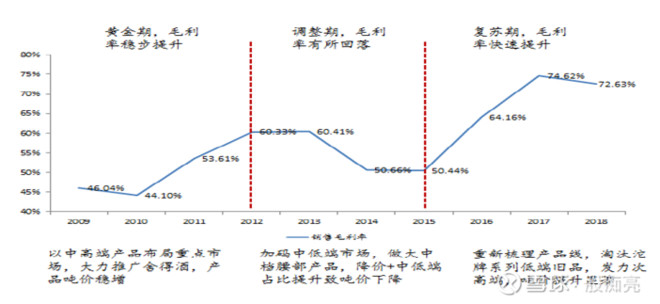 黄金期，毛利
率稳步提升
调整期，毛利
率有所回落
复苏期，毛利
率快速提升
80%
75%
70%
65%
60%
55%
50%
45%
40%
46.04%
44.10%
53.61%
60.33%
60.41%
50.66%
50.44%
64.16%
74.62%
72.63%
2009
2010
2011
2012
2013
2014
2015
2016
2017
2018
销售毛利率
以中高端产品布局重点市
场，大力推广舍得酒，产
品吨价稳增
加码中低端市场，做大中
档腰部产品，降价+中低端
占比提升致吨价下降
重新梳理产品线，淘汰沱
牌系列低端旧品，发力次
高端，吨价跃升
雪球